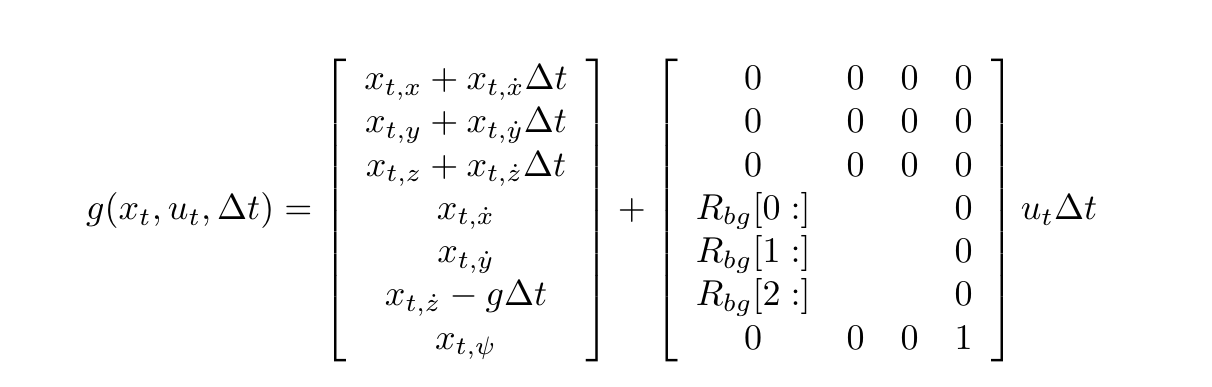 g(x_t, u_t, Δt) = [ x_{t,x} + x_{t,ẋ}Δt ; x_{t,y} + x_{t,ẏ}Δt ; x_{t,z} + x_{t,ż}Δt ; x_{t,ẋ} ; x_{t,ẏ} ; x_{t,ż} − gΔt ; x_{t,ψ} ] + [ 0 0 0 0 ; 0 0 0 0 ; 0 0 0 0 ; R_{bg}[0 :] 0 ; R_{bg}[1 :] 0 ; R_{bg}[2 :] 0 ; 0 0 0 1 ] u_tΔt